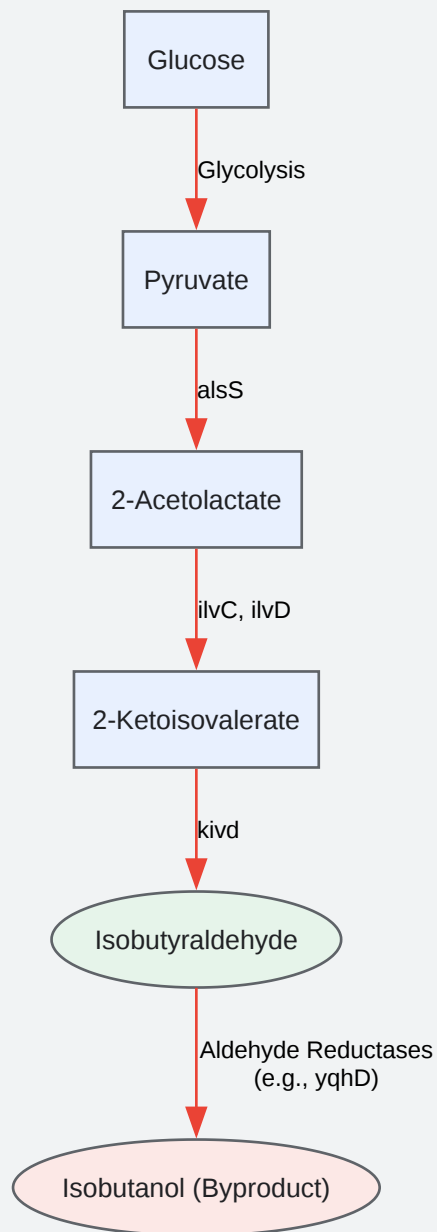 Glucose
Glycolysis
Pyruvate
alsS
2-Acetolactate
ilvC, ilvD
2-Ketoisovalerate
kivd
Isobutyraldehyde
Aldehyde Reductases
(e.g., yqhD)
Isobutanol (Byproduct)